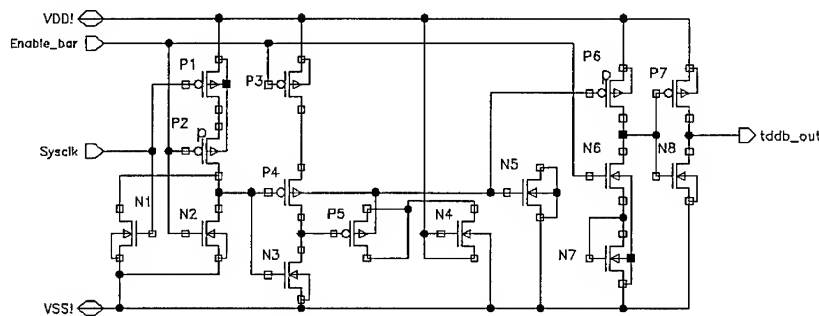 VDD!
Enable_bar
P1
P3
P6
P7
P
P2
P
Sysclk
tddb_out
N6
N8
N5
P4
N1
N2
P5
N4
N3
N7
VSS!